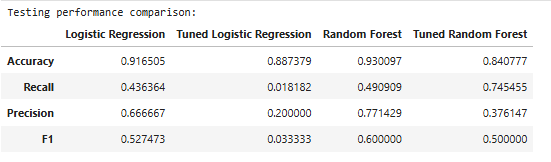 Testing performance comparison:
Logistic Regression Tuned Logistic Regression Random Forest Tuned Random Forest
Accuracy 0.916505 0.887379 0.930097 0.840777
Recall 0.436364 0.018182 0.490909 0.745455
Precision 0.666667 0.200000 0.771429 0.376147
F1 0.527473 0.033333 0.600000 0.500000